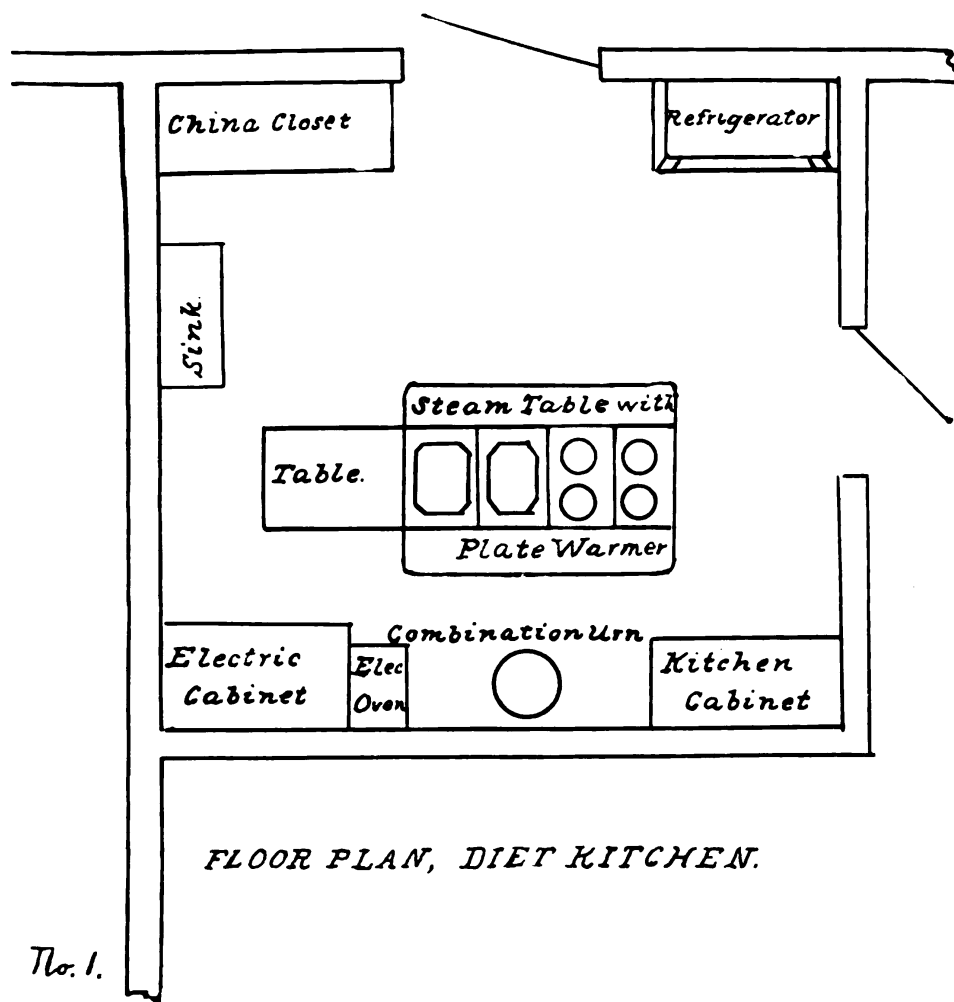 China Closet
Refrigerator
Sink.
Steam Table with
Table.
Plate Warmer
Combination Urn
Electric
Cabinet
Elec
Oven
Kitchen
Cabinet
FLOOR PLAN, DIET KITCHEN.
No. 1.